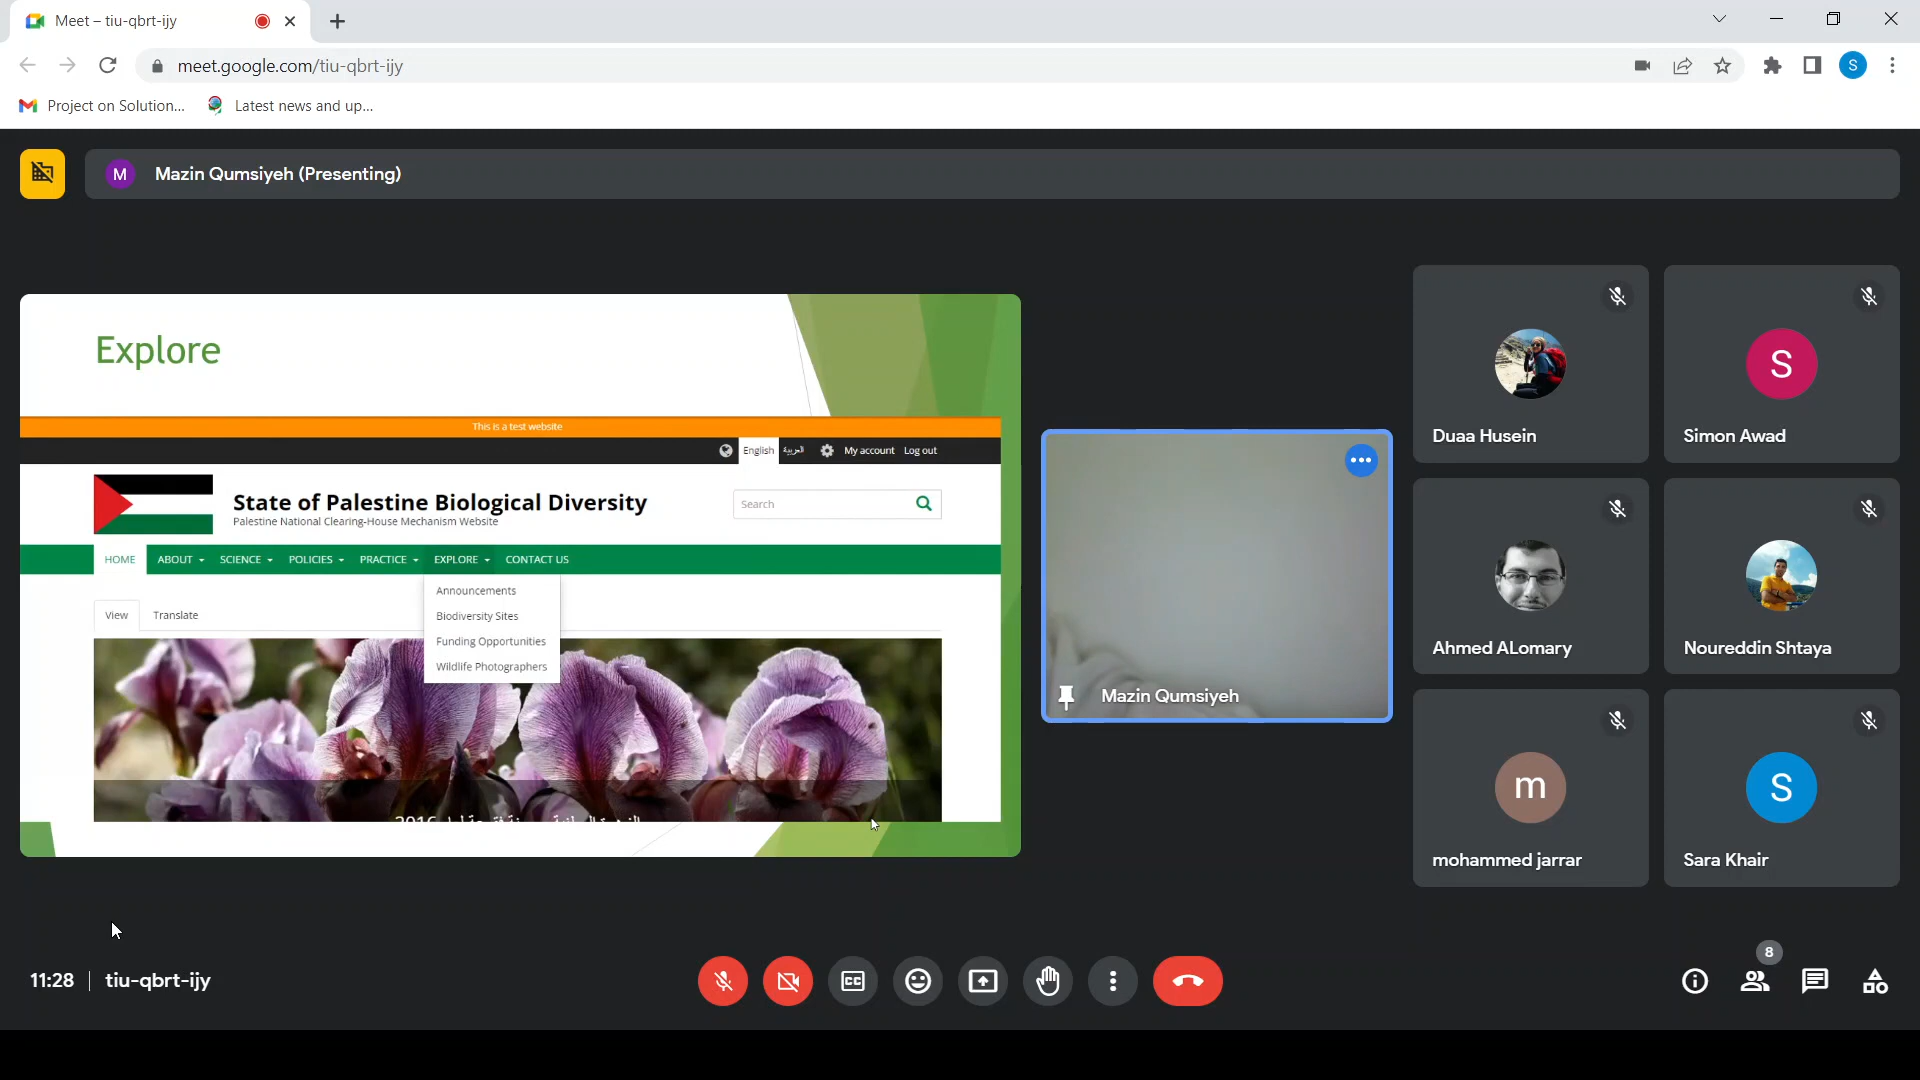 Meet – tiu-qbrt-ijy
meet.google.com/tiu-qbrt-ijy
S
Project on Solution...
Latest news and up...
M
Mazin Qumsiyeh (Presenting)
Explore
This is a test website
English
العربية
My account
Log out
State of Palestine Biological Diversity
Palestine National Clearing-House Mechanism Website
Search
HOME
ABOUT
SCIENCE
POLICIES
PRACTICE
EXPLORE
CONTACT US
Announcements
Biodiversity Sites
Funding Opportunities
Wildlife Photographers
View
Translate
2016
Mazin Qumsiyeh
Duaa Husein
S
Simon Awad
Ahmed ALomary
Noureddin Shtaya
m
mohammed jarrar
S
Sara Khair
11:28
tiu-qbrt-ijy
CC
8